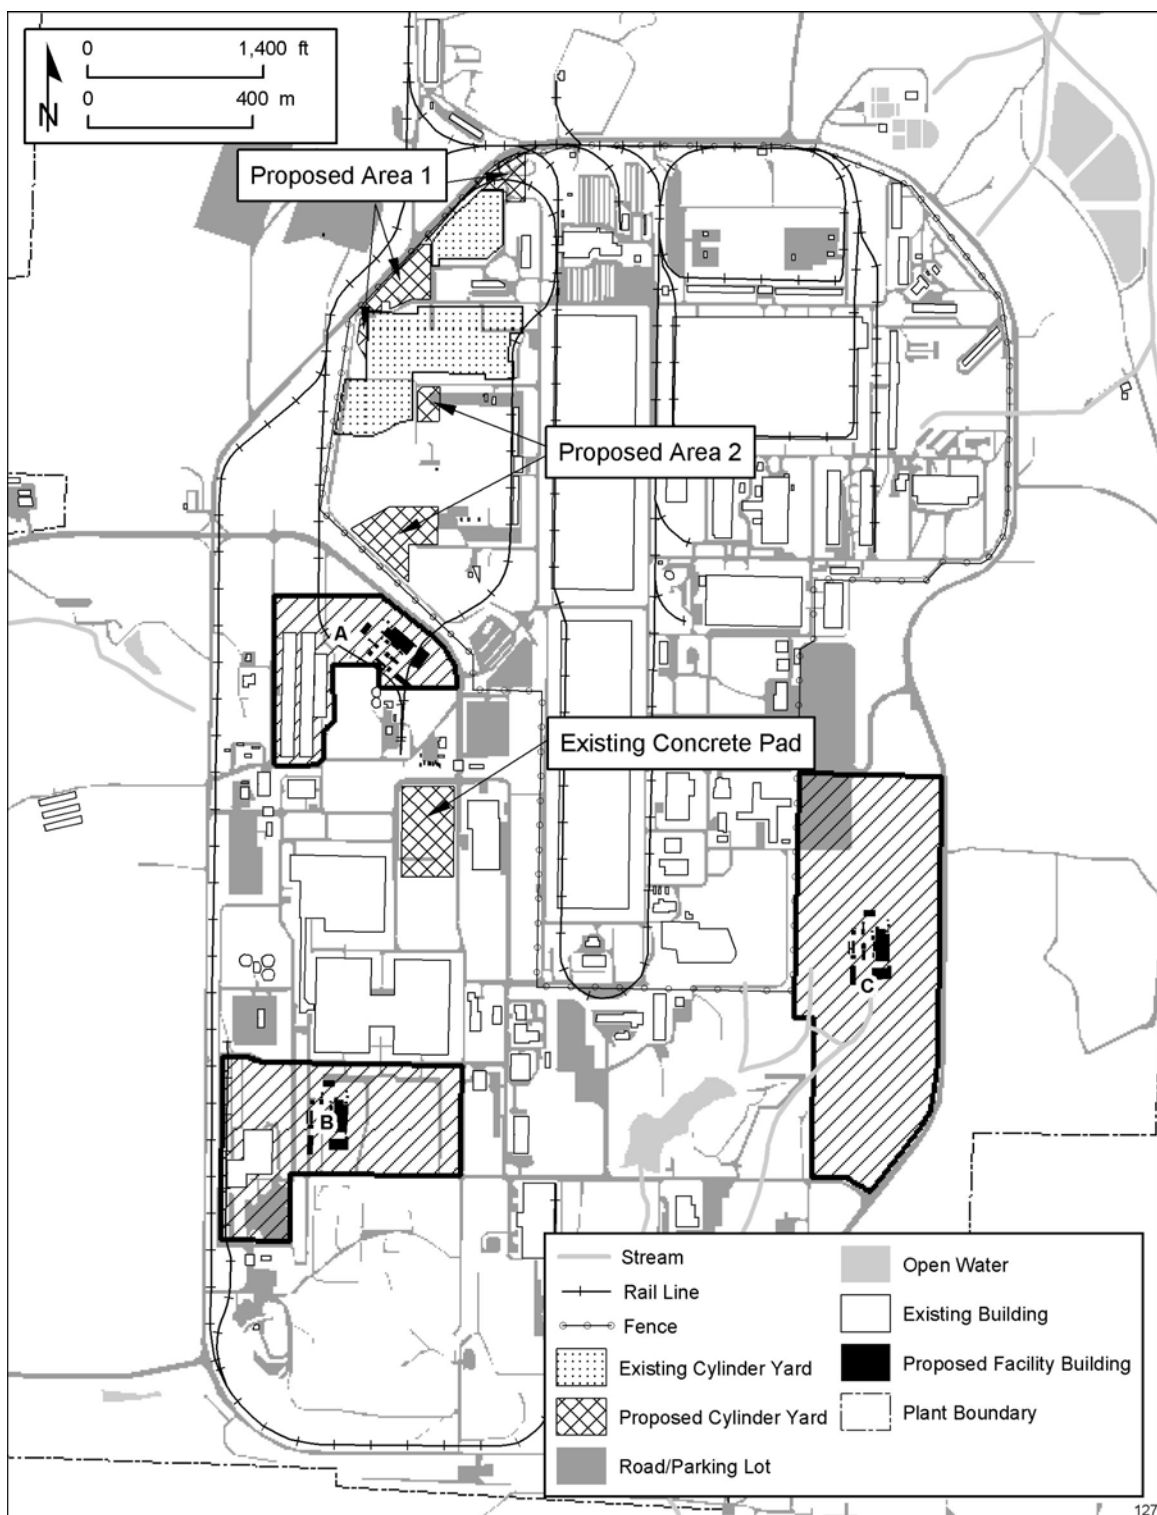 0 1,400 ft
0 400 m
N
Proposed Area 1
Proposed Area 2
A
Existing Concrete Pad
C
B
Stream
Rail Line
Fence
Existing Cylinder Yard
Proposed Cylinder Yard
Road/Parking Lot
Open Water
Existing Building
Proposed Facility Building
Plant Boundary
127